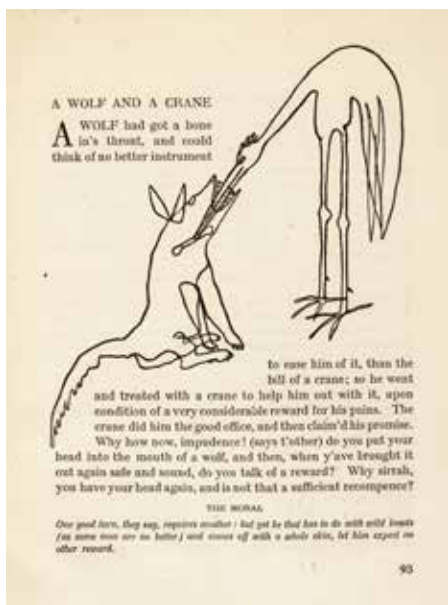 A WOLF AND A CRANE
A WOLF had got a bone
in's throat, and could
think of no better instrument
to ease him of it, than the
bill of a crane; so he went
and treated with a crane to help him out with it, upon
condition of a very considerable reward for his pains. The
crane did him the good office, and then claim'd his promise.
Why how now, impudence! (says t'other) do you put your
head into the mouth of a wolf, and then, when y'ave brought it
out again safe and sound, do you talk of a reward? Why sirrah,
you have your head again, and is not that a sufficient recompence?
THE MORAL
One good turn, they say, requires another: but yet he that has to do with wild beasts
(as some men are no better) and comes off with a whole skin, let him expect no
other reward.
93